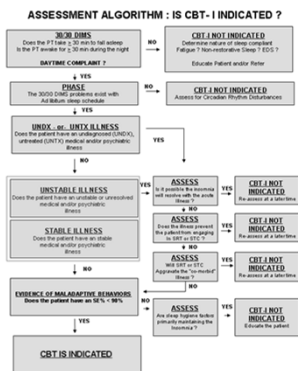 ASSESSMENT ALGORITHM : IS CBT- I INDICATED ?
30/30 DIMS
Does the PT take > 30 min to fall asleep
Is the PT awake for > 30 min during the night
DAYTIME COMPLAINT ?
NO
CBT-I NOT INDICATED
Determine nature of sleep complaint
Fatigue ? Non-restorative Sleep ? EDS ?
Educate Patient and/or Refer
YES
PHASE
The 30/30 DIMS problems exist with
Ad libitum sleep schedule
NO
CBT-I NOT INDICATED
Assess for Circadian Rhythm Disturbances
YES
UNDX - or- UNTX ILLNESS
Does the patient have an undiagnosed (UNDX),
untreated (UNTX) medical and/or psychiatric
illness
YES
NO
UNSTABLE ILLNESS
Does the patient have an unstable or unresolved
medical and/or psychiatric
illness
YES
ASSESS
Is it possible the insomnia
will resolve with the acute
illness ?
YES
CBT-I NOT
INDICATED
Re-assess at a later time
NO
STABLE ILLNESS
Does the patient have an stable
medical and/or psychiatric
illness
ASSESS
Does the illness prevent
the patient from engaging
in SRT or STC ?
YES
CBT-I NOT
INDICATED
Re-assess at a later time
NO
ASSESS
Will SRT or STC
Aggravate the "co-morbid"
illness ?
YES
CBT-I NOT
INDICATED
Re-assess at a later time
NO
NO
EVIDENCE OF MALADAPTIVE BEHAVIORS
Does the patient have an SE% < 90%
NO
ASSESS
Are sleep hygiene factors
primarily maintaining the
insomnia ?
YES
CBT-I NOT
INDICATED
Educate the patient
YES
CBT IS INDICATED